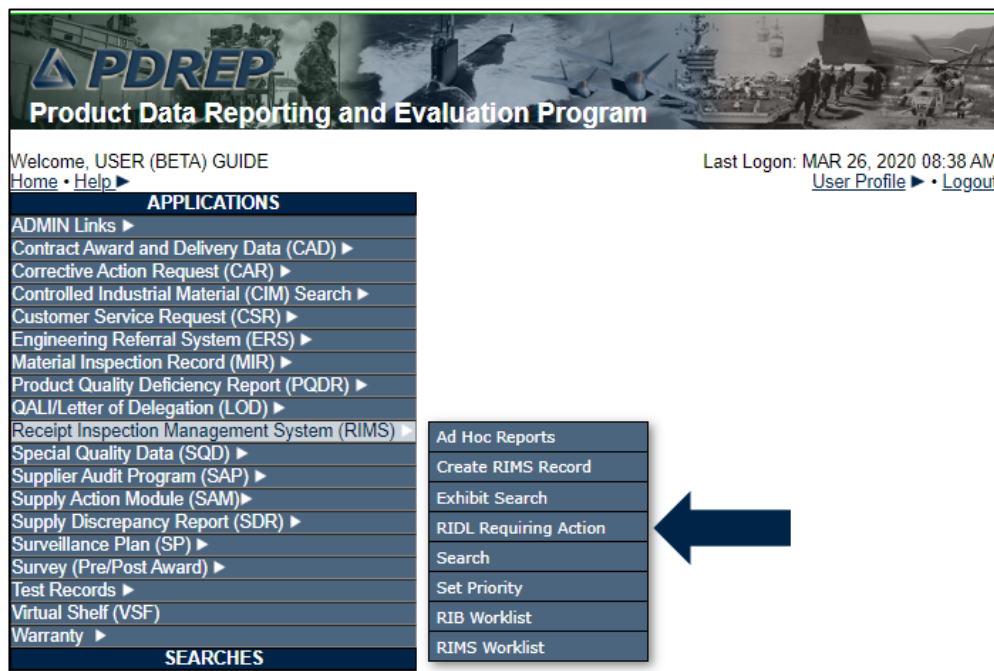 PDREP
Product Data Reporting and Evaluation Program
Welcome, USER (BETA) GUIDE
Last Logon: MAR 26, 2020 08:38 AM
Home • Help ▶
User Profile ▶ • Logout
APPLICATIONS
ADMIN Links ▶
Contract Award and Delivery Data (CAD) ▶
Corrective Action Request (CAR) ▶
Controlled Industrial Material (CIM) Search ▶
Customer Service Request (CSR) ▶
Engineering Referral System (ERS) ▶
Material Inspection Record (MIR) ▶
Product Quality Deficiency Report (PQDR) ▶
QALI/Letter of Delegation (LOD) ▶
Receipt Inspection Management System (RIMS) ▶
Special Quality Data (SQD) ▶
Supplier Audit Program (SAP) ▶
Supply Action Module (SAM)▶
Supply Discrepancy Report (SDR) ▶
Surveillance Plan (SP) ▶
Survey (Pre/Post Award) ▶
Test Records ▶
Virtual Shelf (VSF)
Warranty ▶
SEARCHES
Ad Hoc Reports
Create RIMS Record
Exhibit Search
RIDL Requiring Action
Search
Set Priority
RIB Worklist
RIMS Worklist